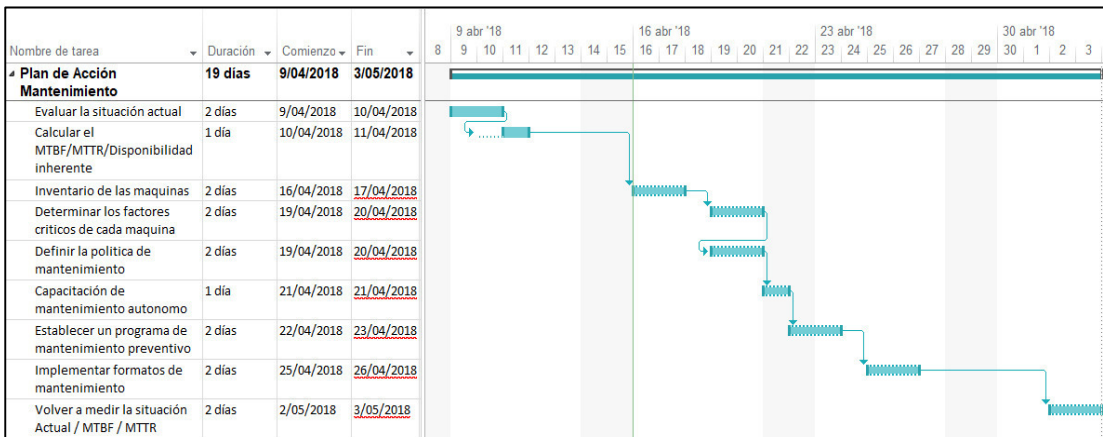 9 abr '18 16 abr '18 23 abr '18 30 abr '18
Nombre de tarea Duración Comienzo Fin 8 9 10 11 12 13 14 15 16 17 18 19 20 21 22 23 24 25 26 27 28 29 30 1 2 3
Plan de Acción 19 días 9/04/2018 3/05/2018
Mantenimiento
Evaluar la situación actual 2 días 9/04/2018 10/04/2018
Calcular el 1 día 10/04/2018 11/04/2018
MTBF/MTTR/Disponibilidad
inherente
Inventario de las maquinas 2 días 16/04/2018 17/04/2018
Determinar los factores 2 días 19/04/2018 20/04/2018
criticos de cada maquina
Definir la politica de 2 días 19/04/2018 20/04/2018
mantenimiento
Capacitación de 1 día 21/04/2018 21/04/2018
mantenimiento autonomo
Establecer un programa de 2 días 22/04/2018 23/04/2018
mantenimiento preventivo
Implementar formatos de 2 días 25/04/2018 26/04/2018
mantenimiento
Volver a medir la situación 2 días 2/05/2018 3/05/2018
Actual / MTBF / MTTR